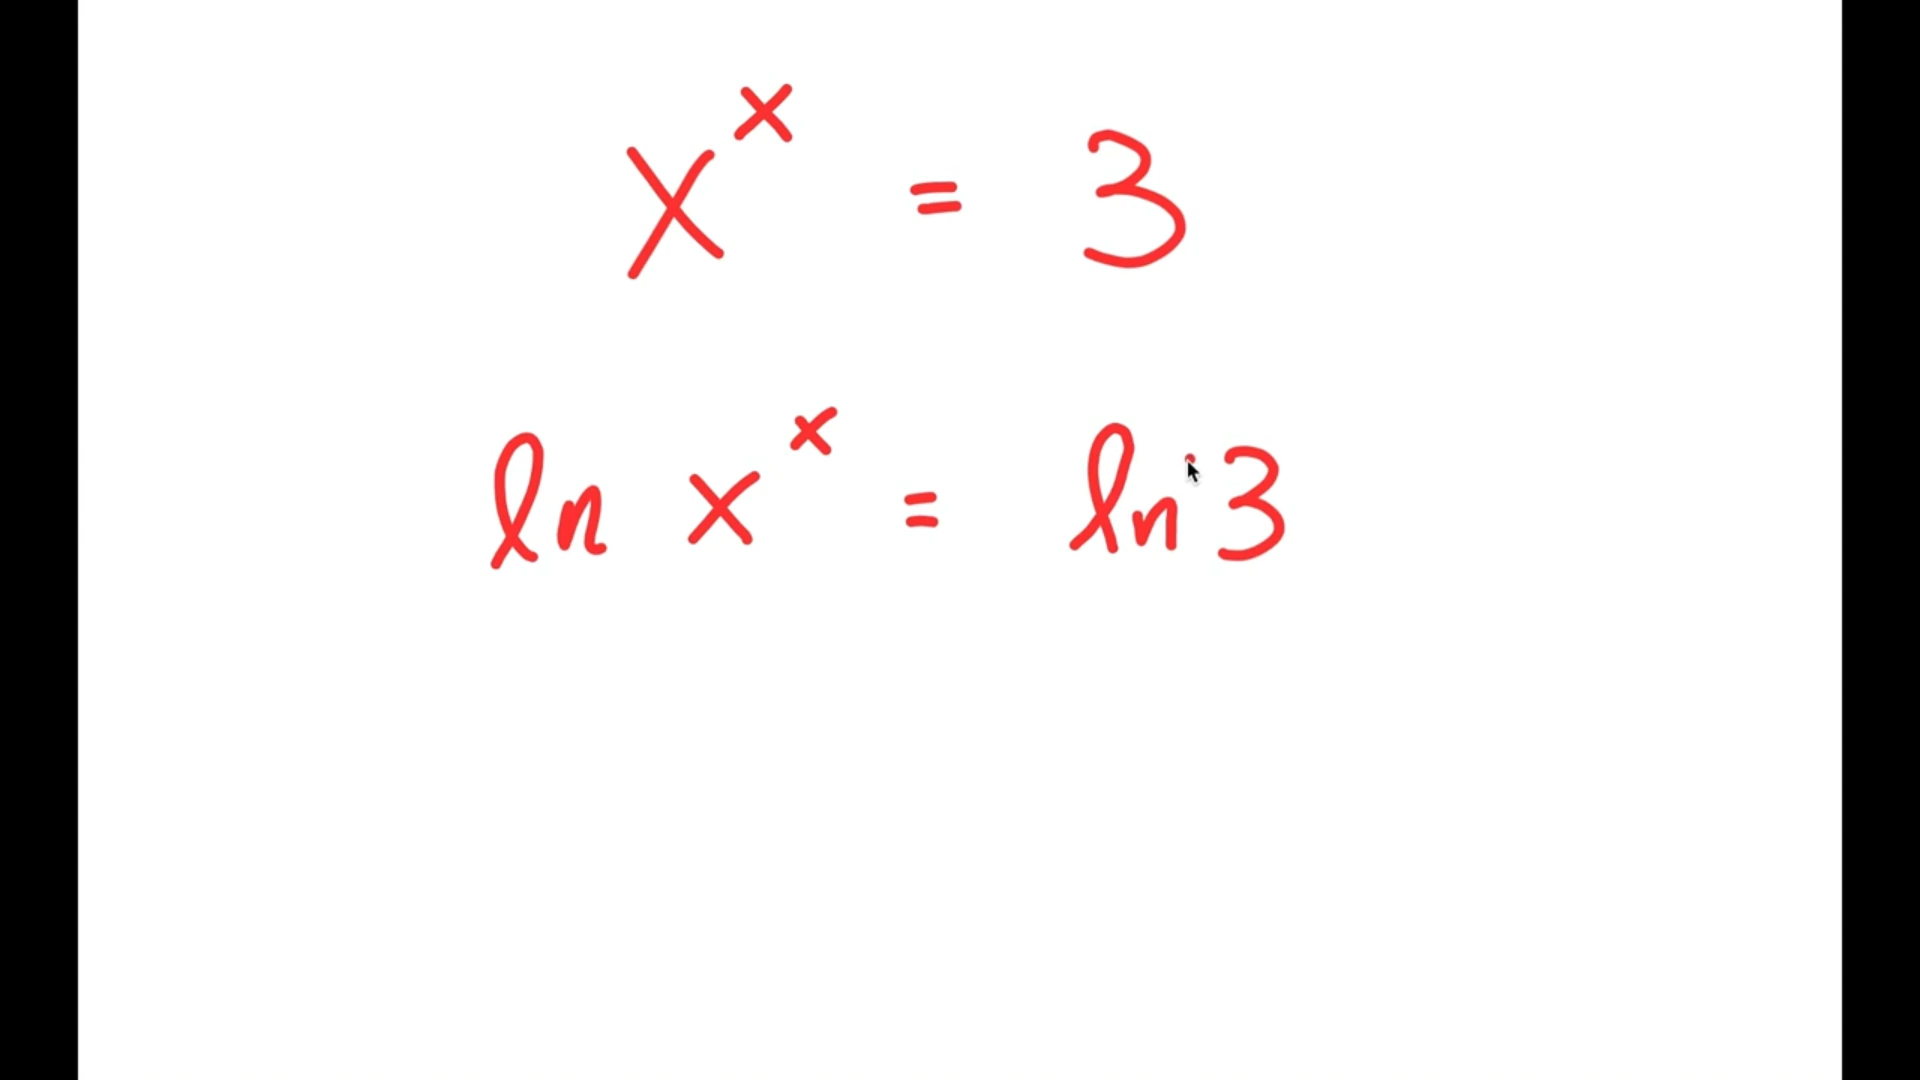 x^x = 3
ln x^x = ln 3